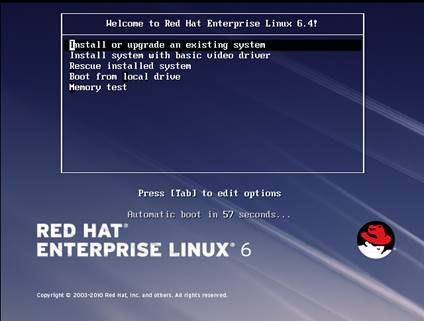 Welcome to Red Hat Enterprise Linux 6.4!
Install or upgrade an existing system
Install system with basic video driver
Rescue installed system
Boot from local drive
Memory test
Press [Tab] to edit options
Automatic boot in 57 seconds...
RED HAT®
ENTERPRISE LINUX® 6
Copyright © 2003-2010 Red Hat, Inc. and others. All rights reserved.